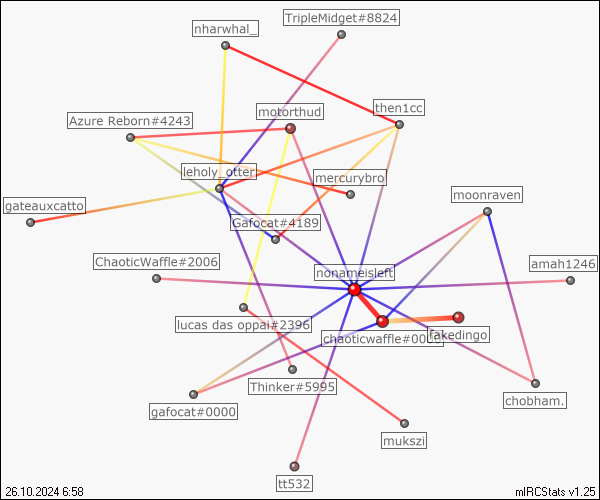 TripleMidget#8824
nharwhal_
motorthud
then1cc
Azure Reborn#4243
leholy_otter
mercurybro
moonraven
gateauxcatto
Gafocat#4189
ChaoticWaffle#2006
nonameisleft
amah1246
lucas das oppai#2396
chaoticwaffle#00
fakedingo
Thinker#5995
chobham.
gafocat#0000
mukszi
tt532
26.10.2024 6:58
mIRCStats v1.25